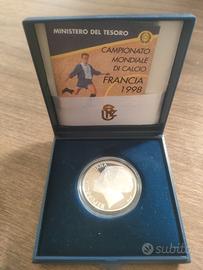 MINISTERO DEL TESORO
CAMPIONATO
MONDIALE
DI CALCIO
FRANCIA
1998
subito